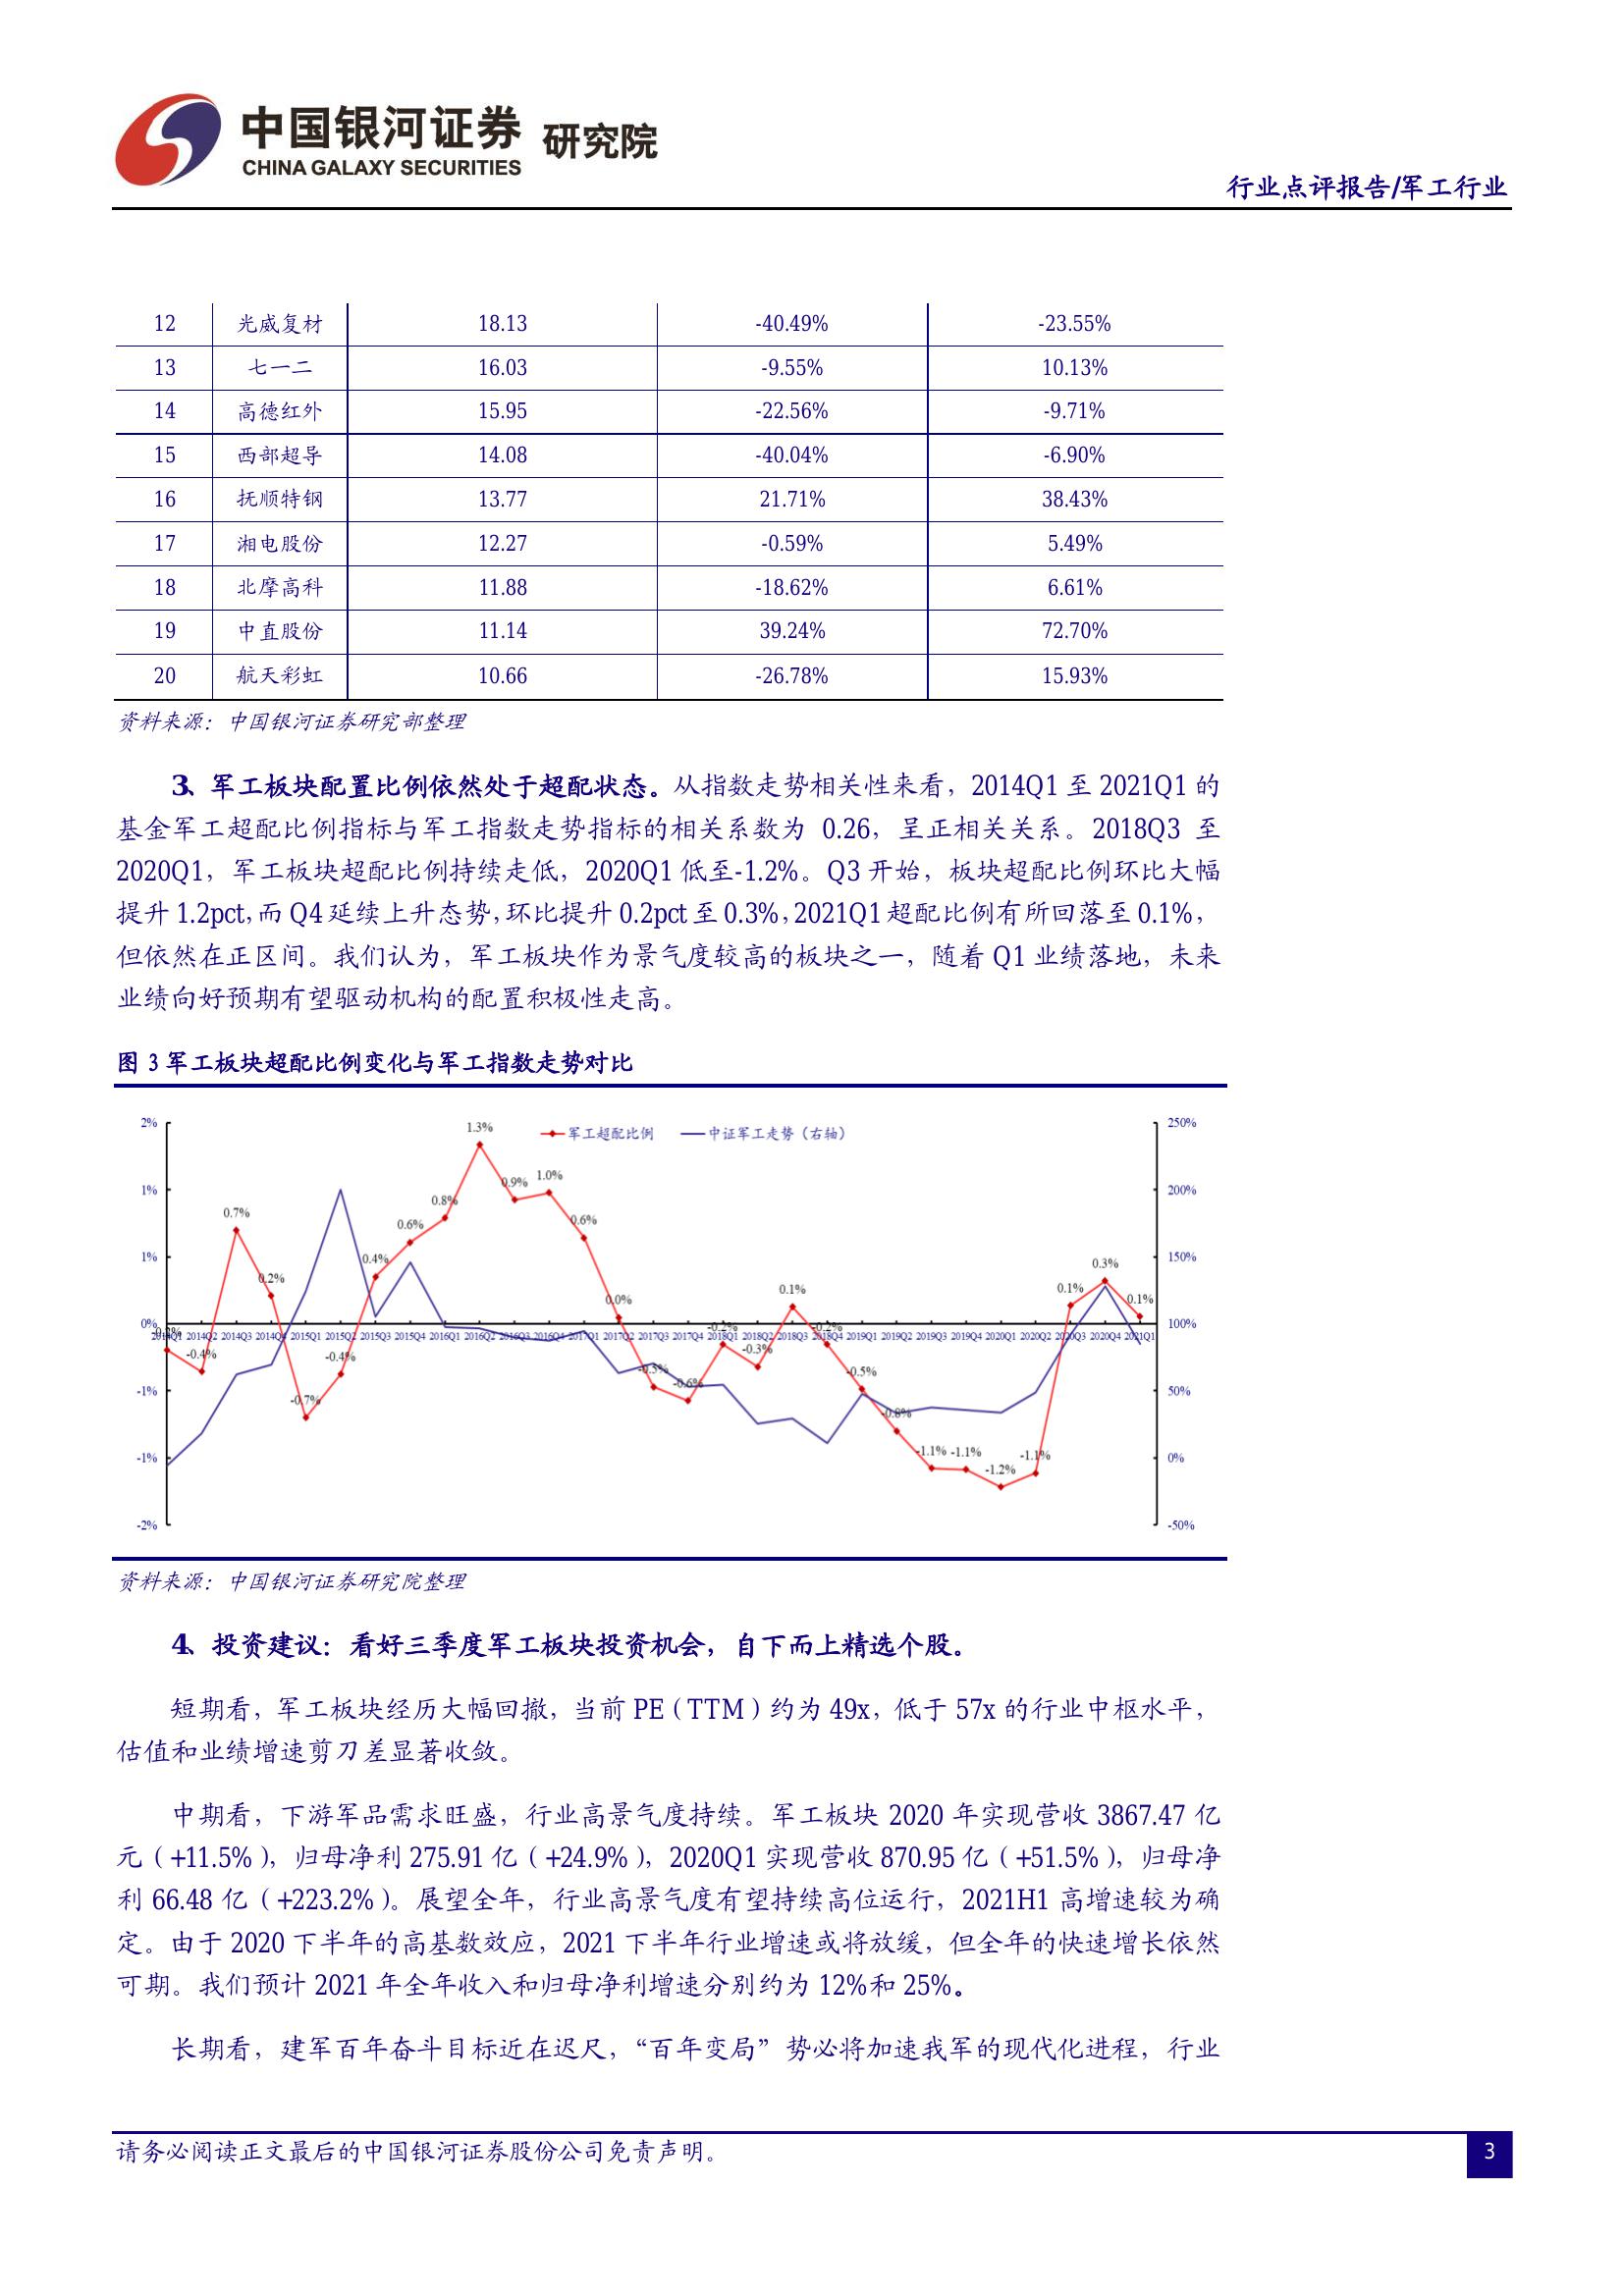 中国银河证券 研究院
CHINA GALAXY SECURITIES
行业点评报告/军工行业
12 光威复材 18.13 -40.49% -23.55%
13 七一二 16.03 -9.55% 10.13%
14 高德红外 15.95 -22.56% -9.71%
15 西部超导 14.08 -40.04% -6.90%
16 抚顺特钢 13.77 21.71% 38.43%
17 湘电股份 12.27 -0.59% 5.49%
18 北摩高科 11.88 -18.62% 6.61%
19 中直股份 11.14 39.24% 72.70%
20 航天彩虹 10.66 -26.78% 15.93%
资料来源：中国银河证券研究部整理
3、军工板块配置比例依然处于超配状态。从指数走势相关性来看，2014Q1 至 2021Q1 的
基金军工超配比例指标与军工指数走势指标的相关系数为 0.26，呈正相关关系。2018Q3 至
2020Q1，军工板块超配比例持续走低，2020Q1 低至-1.2%。Q3 开始，板块超配比例环比大幅
提升 1.2pct，而 Q4 延续上升态势，环比提升 0.2pct 至 0.3%，2021Q1 超配比例有所回落至 0.1%，
但依然在正区间。我们认为，军工板块作为景气度较高的板块之一，随着 Q1 业绩落地，未来
业绩向好预期有望驱动机构的配置积极性走高。
图 3 军工板块超配比例变化与军工指数走势对比
军工超配比例 中证军工走势（右轴）
2% 1% 1% 0% -1% -1% -2%
250% 200% 150% 100% 50% 0% -50%
-0.2% -0.4% 0.7% 0.2% -0.7% -0.4% 0.4% 0.6% 0.8% 1.3% 0.9% 1.0% 0.6% 0.0% -0.5% -0.6% -0.2% -0.3% 0.1% -0.2% -0.5% -0.8% -1.1% -1.1% -1.2% -1.1% 0.1% 0.3% 0.1%
2014Q1 2014Q2 2014Q3 2014Q4 2015Q1 2015Q2 2015Q3 2015Q4 2016Q1 2016Q2 2016Q3 2016Q4 2017Q1 2017Q2 2017Q3 2017Q4 2018Q1 2018Q2 2018Q3 2018Q4 2019Q1 2019Q2 2019Q3 2019Q4 2020Q1 2020Q2 2020Q3 2020Q4 2021Q1
资料来源：中国银河证券研究院整理
4、投资建议：看好三季度军工板块投资机会，自下而上精选个股。
短期看，军工板块经历大幅回撤，当前 PE（TTM）约为 49x，低于 57x 的行业中枢水平，
估值和业绩增速剪刀差显著收敛。
中期看，下游军品需求旺盛，行业高景气度持续。军工板块 2020 年实现营收 3867.47 亿
元（+11.5%），归母净利 275.91 亿（+24.9%），2020Q1 实现营收 870.95 亿（+51.5%），归母净
利 66.48 亿（+223.2%）。展望全年，行业高景气度有望持续高位运行，2021H1 高增速较为确
定。由于 2020 下半年的高基数效应，2021 下半年行业增速或将放缓，但全年的快速增长依然
可期。我们预计 2021 年全年收入和归母净利增速分别约为 12%和 25%。
长期看，建军百年奋斗目标近在迟尺，“百年变局”势必将加速我军的现代化进程，行业
请务必阅读正文最后的中国银河证券股份公司免责声明。
3